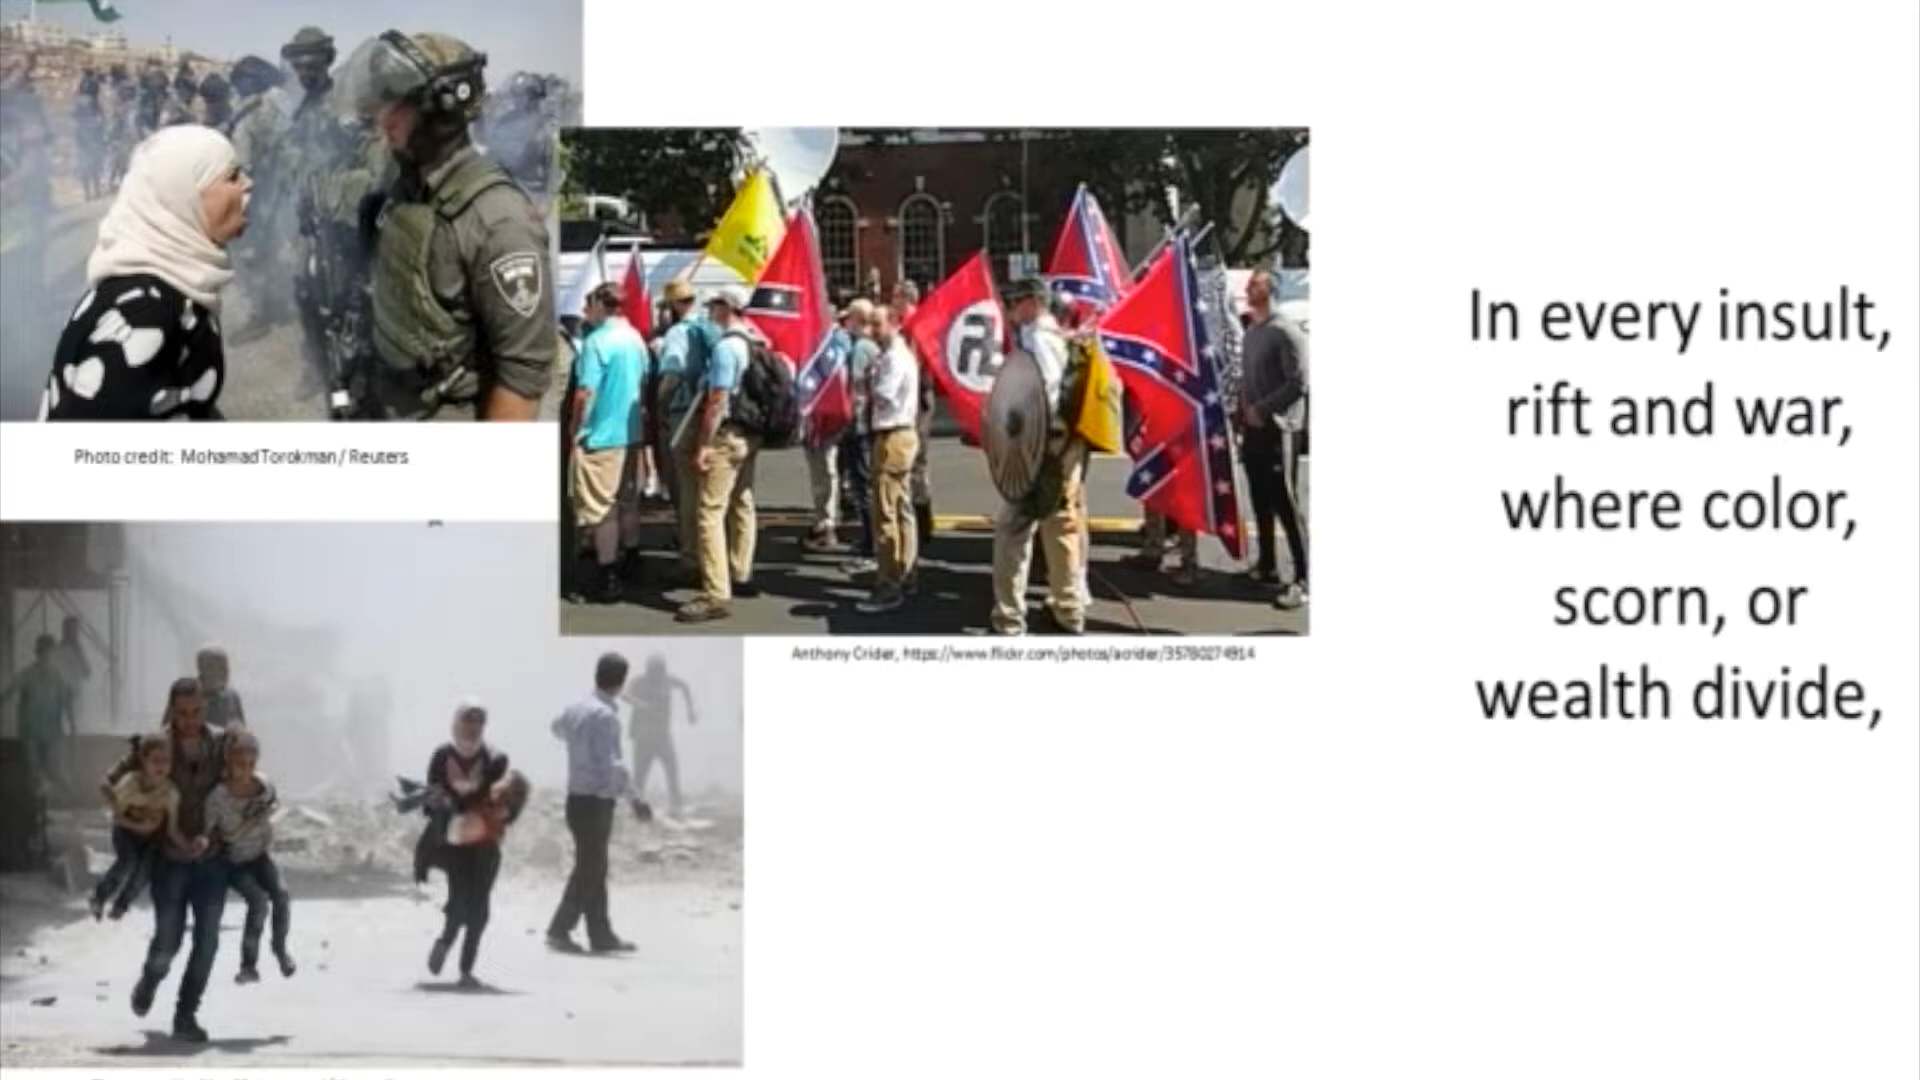 Photo credit: Mohamad Torokman / Reuters
Anthony Crider, https://www.flickr.com/photos/acrider/35780274914
In every insult,
rift and war,
where color,
scorn, or
wealth divide,